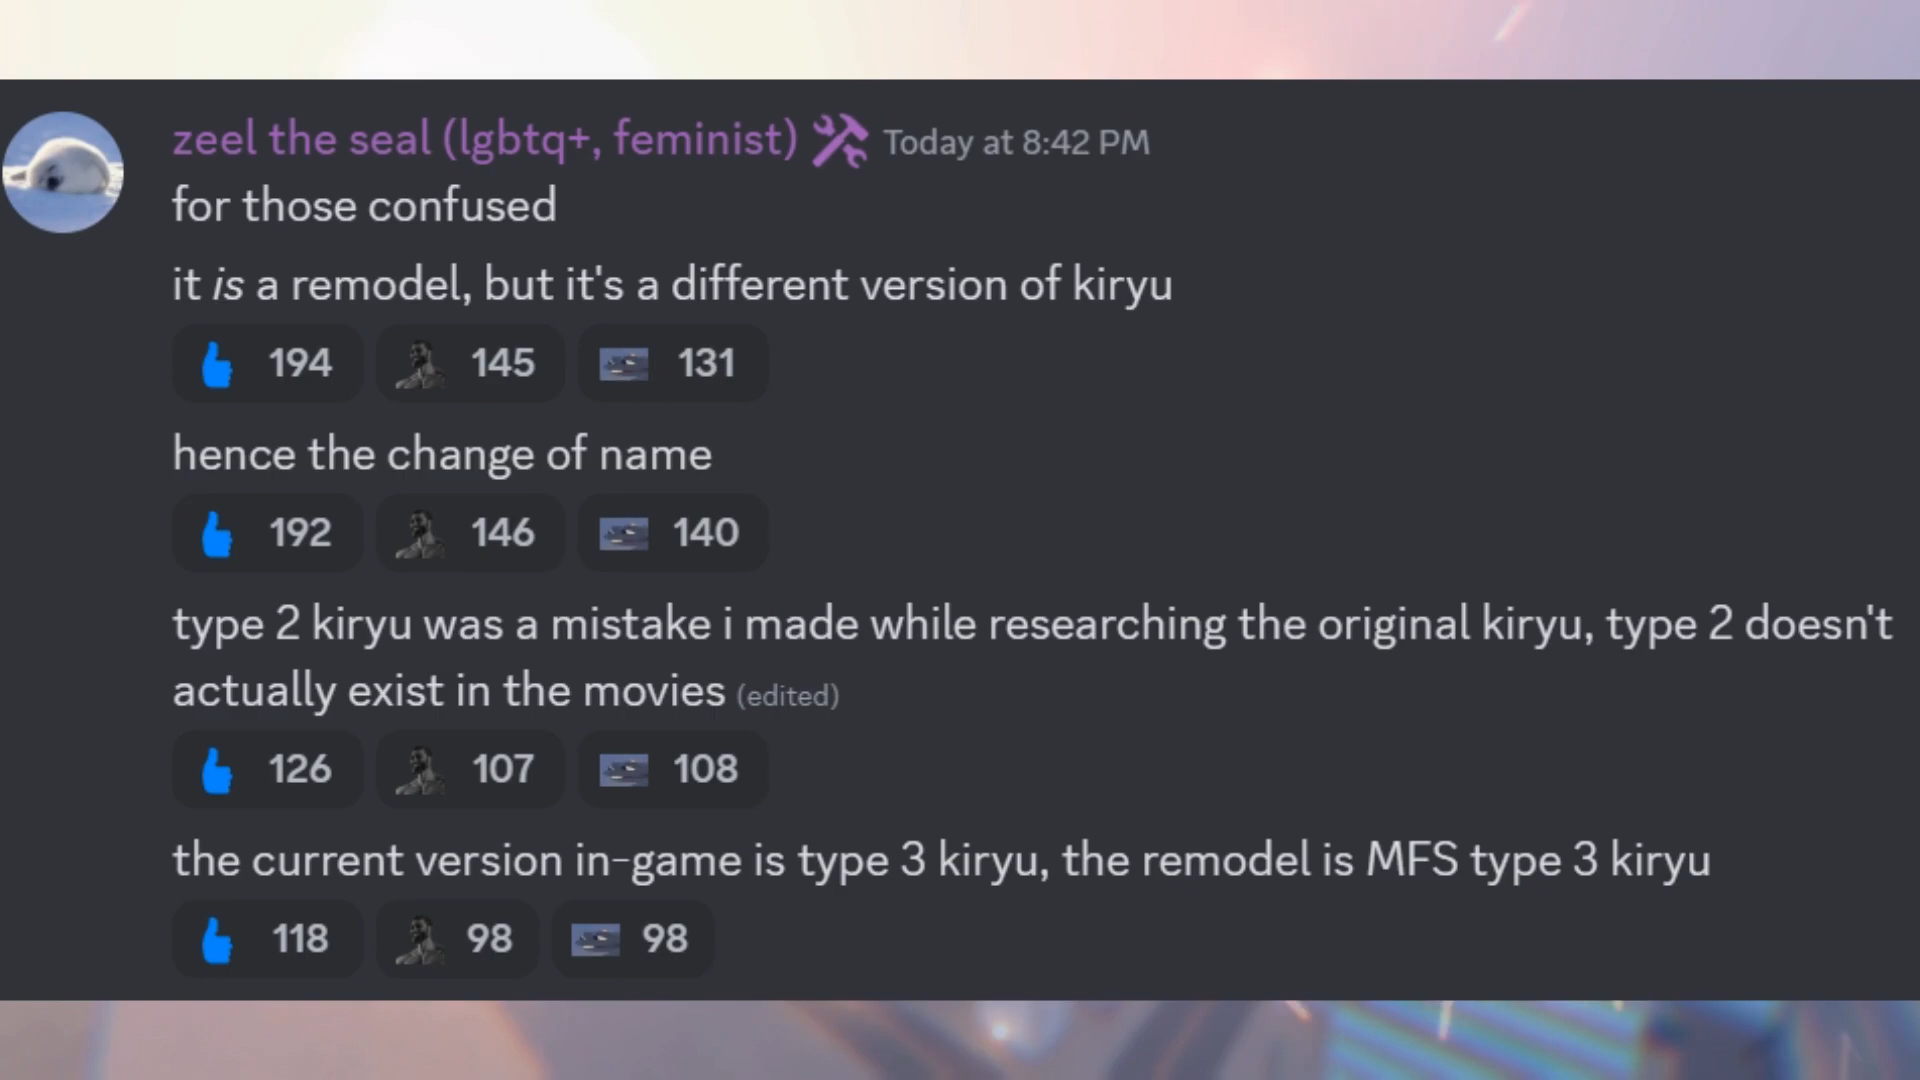 zeel the seal (lgbtq+, feminist) Today at 8:42 PM
for those confused
it is a remodel, but it's a different version of kiryu
194 145 131
hence the change of name
192 146 140
type 2 kiryu was a mistake i made while researching the original kiryu, type 2 doesn't
actually exist in the movies (edited)
126 107 108
the current version in-game is type 3 kiryu, the remodel is MFS type 3 kiryu
118 98 98